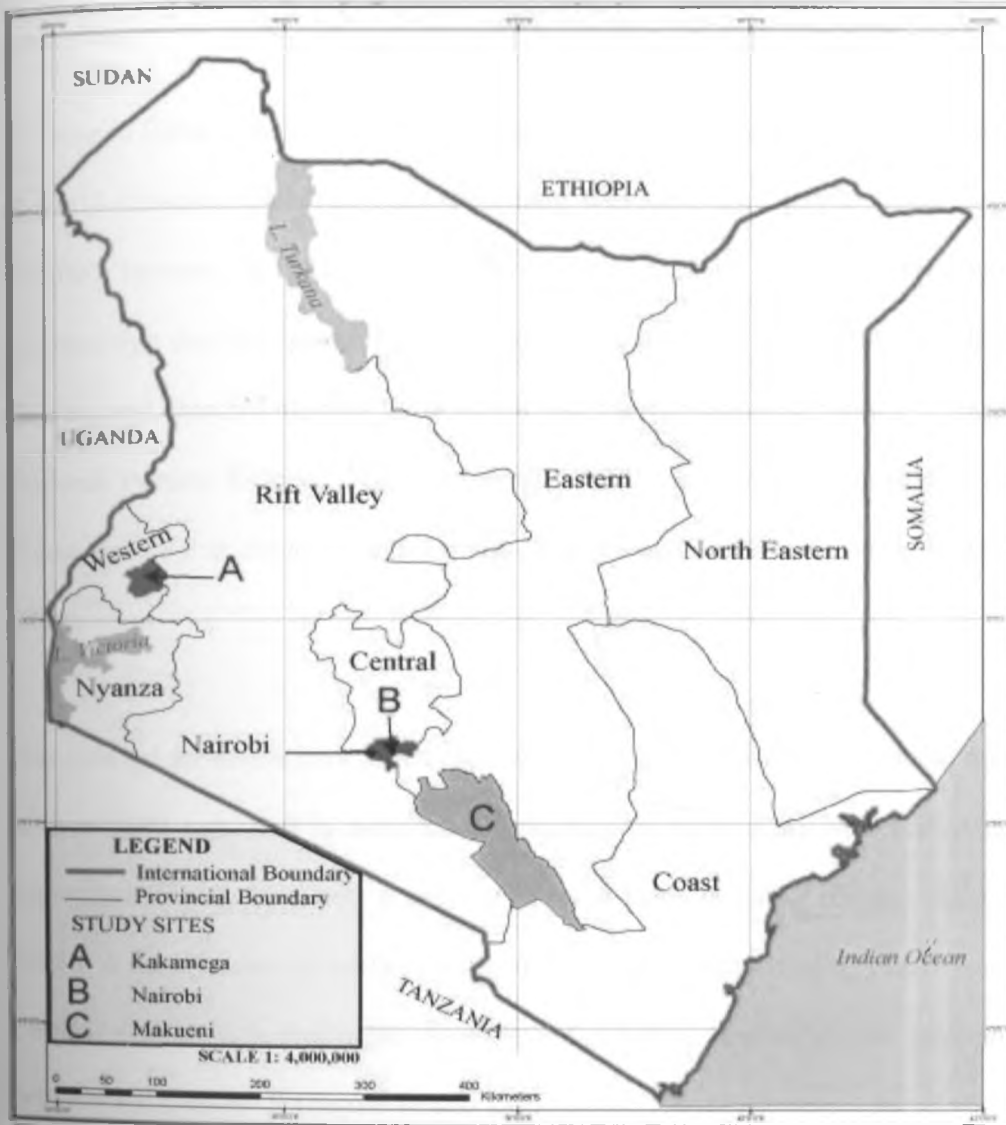 SUDAN
ETHIOPIA
L. Turkana
UGANDA
Rift Valley
Eastern
SOMALIA
North Eastern
Western
A
L. Victoria
Central
Nyanza
B
Nairobi
C
Coast
Indian Ocean
TANZANIA
LEGEND
International Boundary
Provincial Boundary
STUDY SITES
A Kakamega
B Nairobi
C Makueni
SCALE 1: 4,000,000
0 50 100 200 300 400
Kilometers